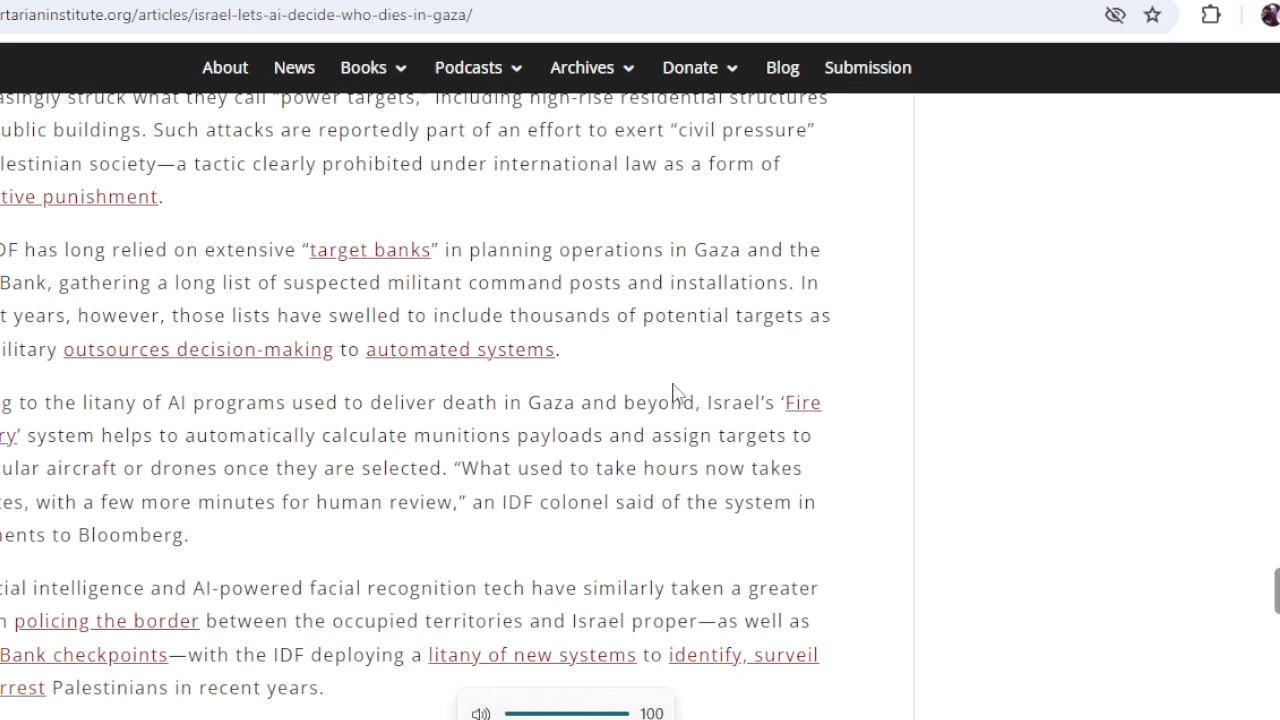 rtarianinstitute.org/articles/israel-lets-ai-decide-who-dies-in-gaza/
About News Books Podcasts Archives Donate Blog Submission
asingly struck what they call “power targets,” including high-rise residential structures
ublic buildings. Such attacks are reportedly part of an effort to exert “civil pressure”
lestinian society—a tactic clearly prohibited under international law as a form of
tive punishment.
DF has long relied on extensive “target banks” in planning operations in Gaza and the
Bank, gathering a long list of suspected militant command posts and installations. In
t years, however, those lists have swelled to include thousands of potential targets as
ilitary outsources decision-making to automated systems.
g to the litany of AI programs used to deliver death in Gaza and beyond, Israel’s ‘Fire
ry’ system helps to automatically calculate munitions payloads and assign targets to
ular aircraft or drones once they are selected. “What used to take hours now takes
tes, with a few more minutes for human review,” an IDF colonel said of the system in
ents to Bloomberg.
cial intelligence and AI-powered facial recognition tech have similarly taken a greater
n policing the border between the occupied territories and Israel proper—as well as
Bank checkpoints—with the IDF deploying a litany of new systems to identify, surveil
rrest Palestinians in recent years.
100